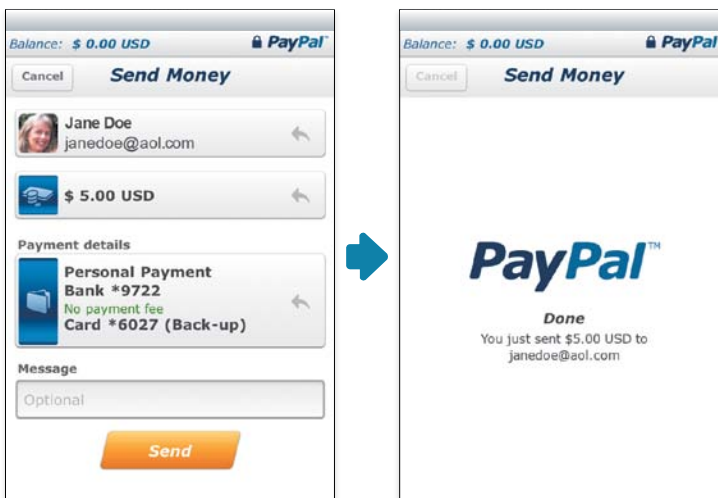 Balance: $ 0.00 USD PayPal™
Cancel Send Money
Jane Doe
janedoe@aol.com
$ 5.00 USD
Payment details
Personal Payment
Bank *9722
No payment fee
Card *6027 (Back-up)
Message
Optional
Send
Balance: $ 0.00 USD PayPal
Cancel Send Money
PayPal™
Done
You just sent $5.00 USD to
janedoe@aol.com